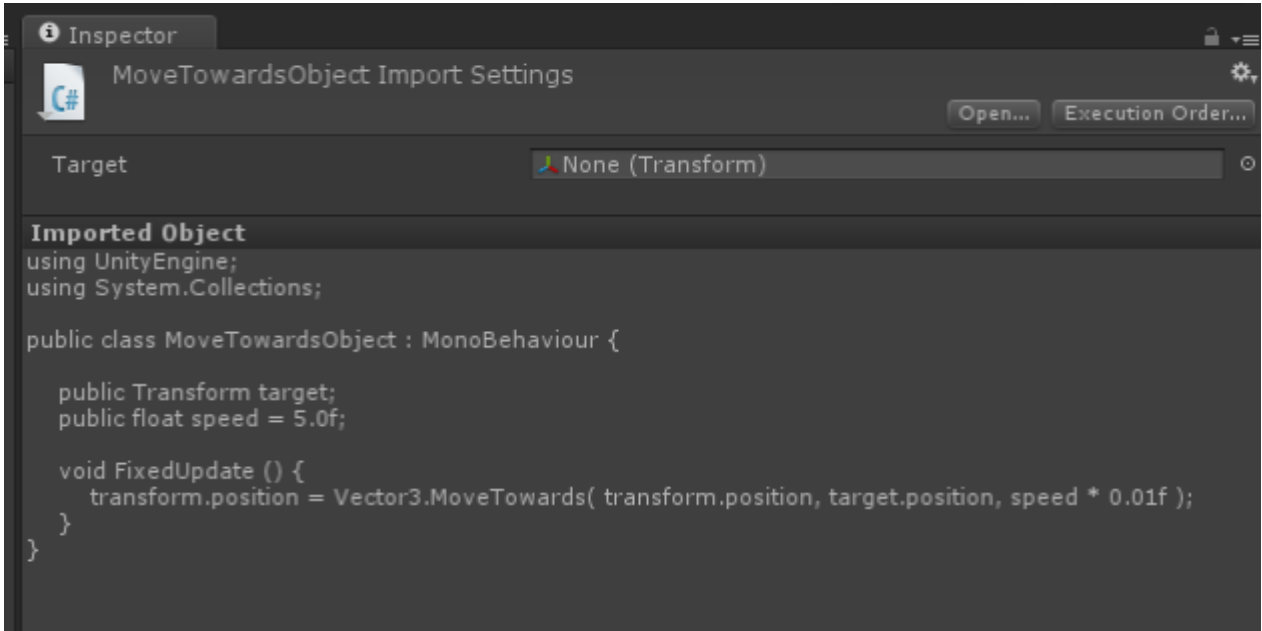 Inspector
MoveTowardsObject Import Settings
C#
Open... Execution Order...
Target None (Transform)
Imported Object
using UnityEngine;
using System.Collections;
public class MoveTowardsObject : MonoBehaviour {
public Transform target;
public float speed = 5.0f;
void FixedUpdate () {
transform.position = Vector3.MoveTowards( transform.position, target.position, speed * 0.01f );
}
}